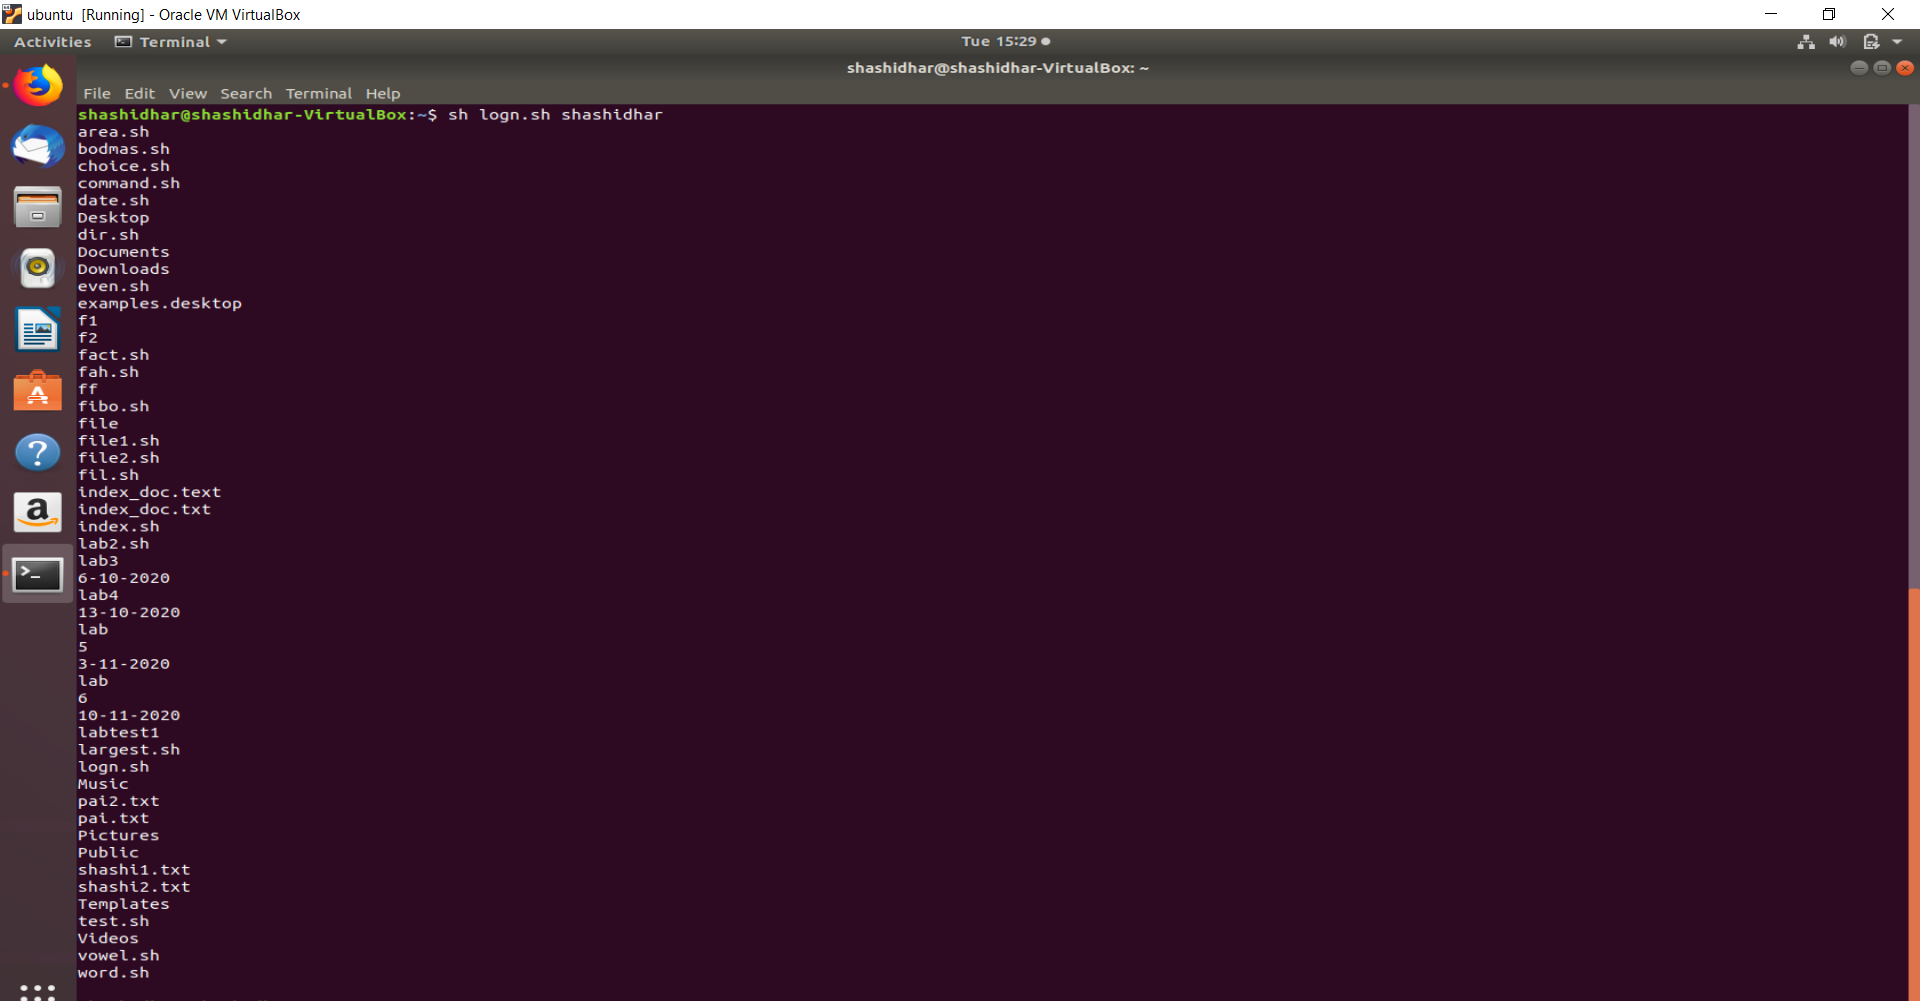 ubuntu [Running] - Oracle VM VirtualBox
Activities Terminal Tue 15:29
shashidhar@shashidhar-VirtualBox: ~
File Edit View Search Terminal Help
shashidhar@shashidhar-VirtualBox:~$ sh logn.sh shashidhar
area.sh
bodmas.sh
choice.sh
command.sh
date.sh
Desktop
dir.sh
Documents
Downloads
even.sh
examples.desktop
f1
f2
fact.sh
fah.sh
ff
fibo.sh
file
file1.sh
file2.sh
fil.sh
index_doc.text
index_doc.txt
index.sh
lab2.sh
lab3
6-10-2020
lab4
13-10-2020
lab
5
3-11-2020
lab
6
10-11-2020
labtest1
largest.sh
logn.sh
Music
pai2.txt
pai.txt
Pictures
Public
shashi1.txt
shashi2.txt
Templates
test.sh
Videos
vowel.sh
word.sh